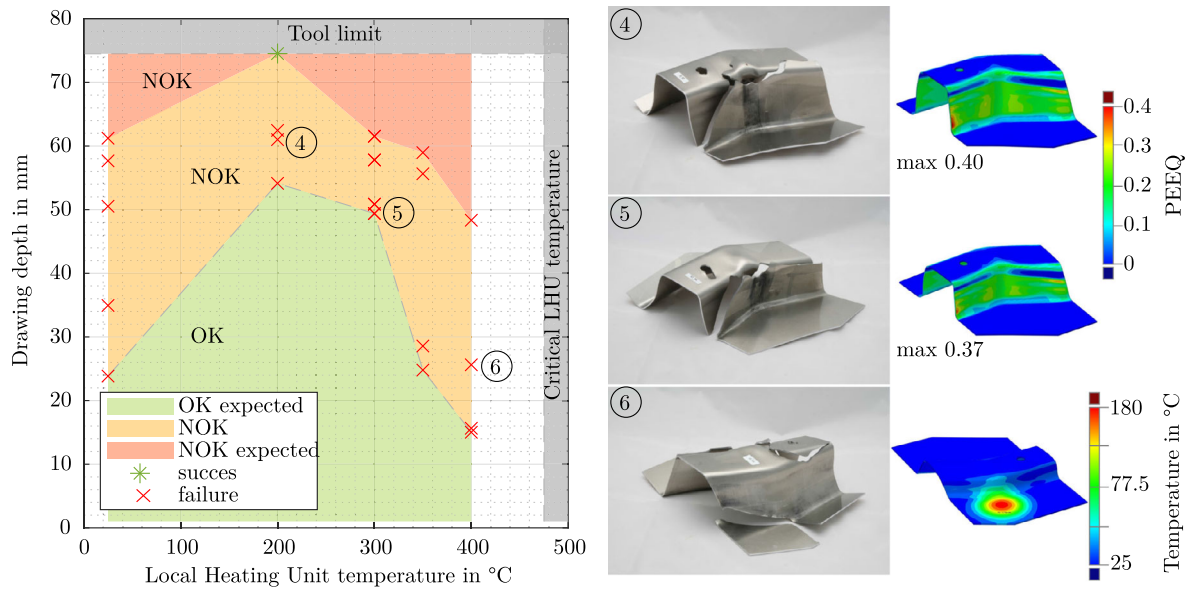 80
70
60
50
40
30
20
10
0
Drawing depth in mm
Tool limit
NOK
NOK
OK
4
5
6
Critical LHU temperature
OK expected
NOK
NOK expected
succes
failure
0 100 200 300 400 500
Local Heating Unit temperature in °C
4
max 0.40
0.4
0.3
0.2
0.1
0
PEEQ
5
max 0.37
6
180
77.5
25
Temperature in °C